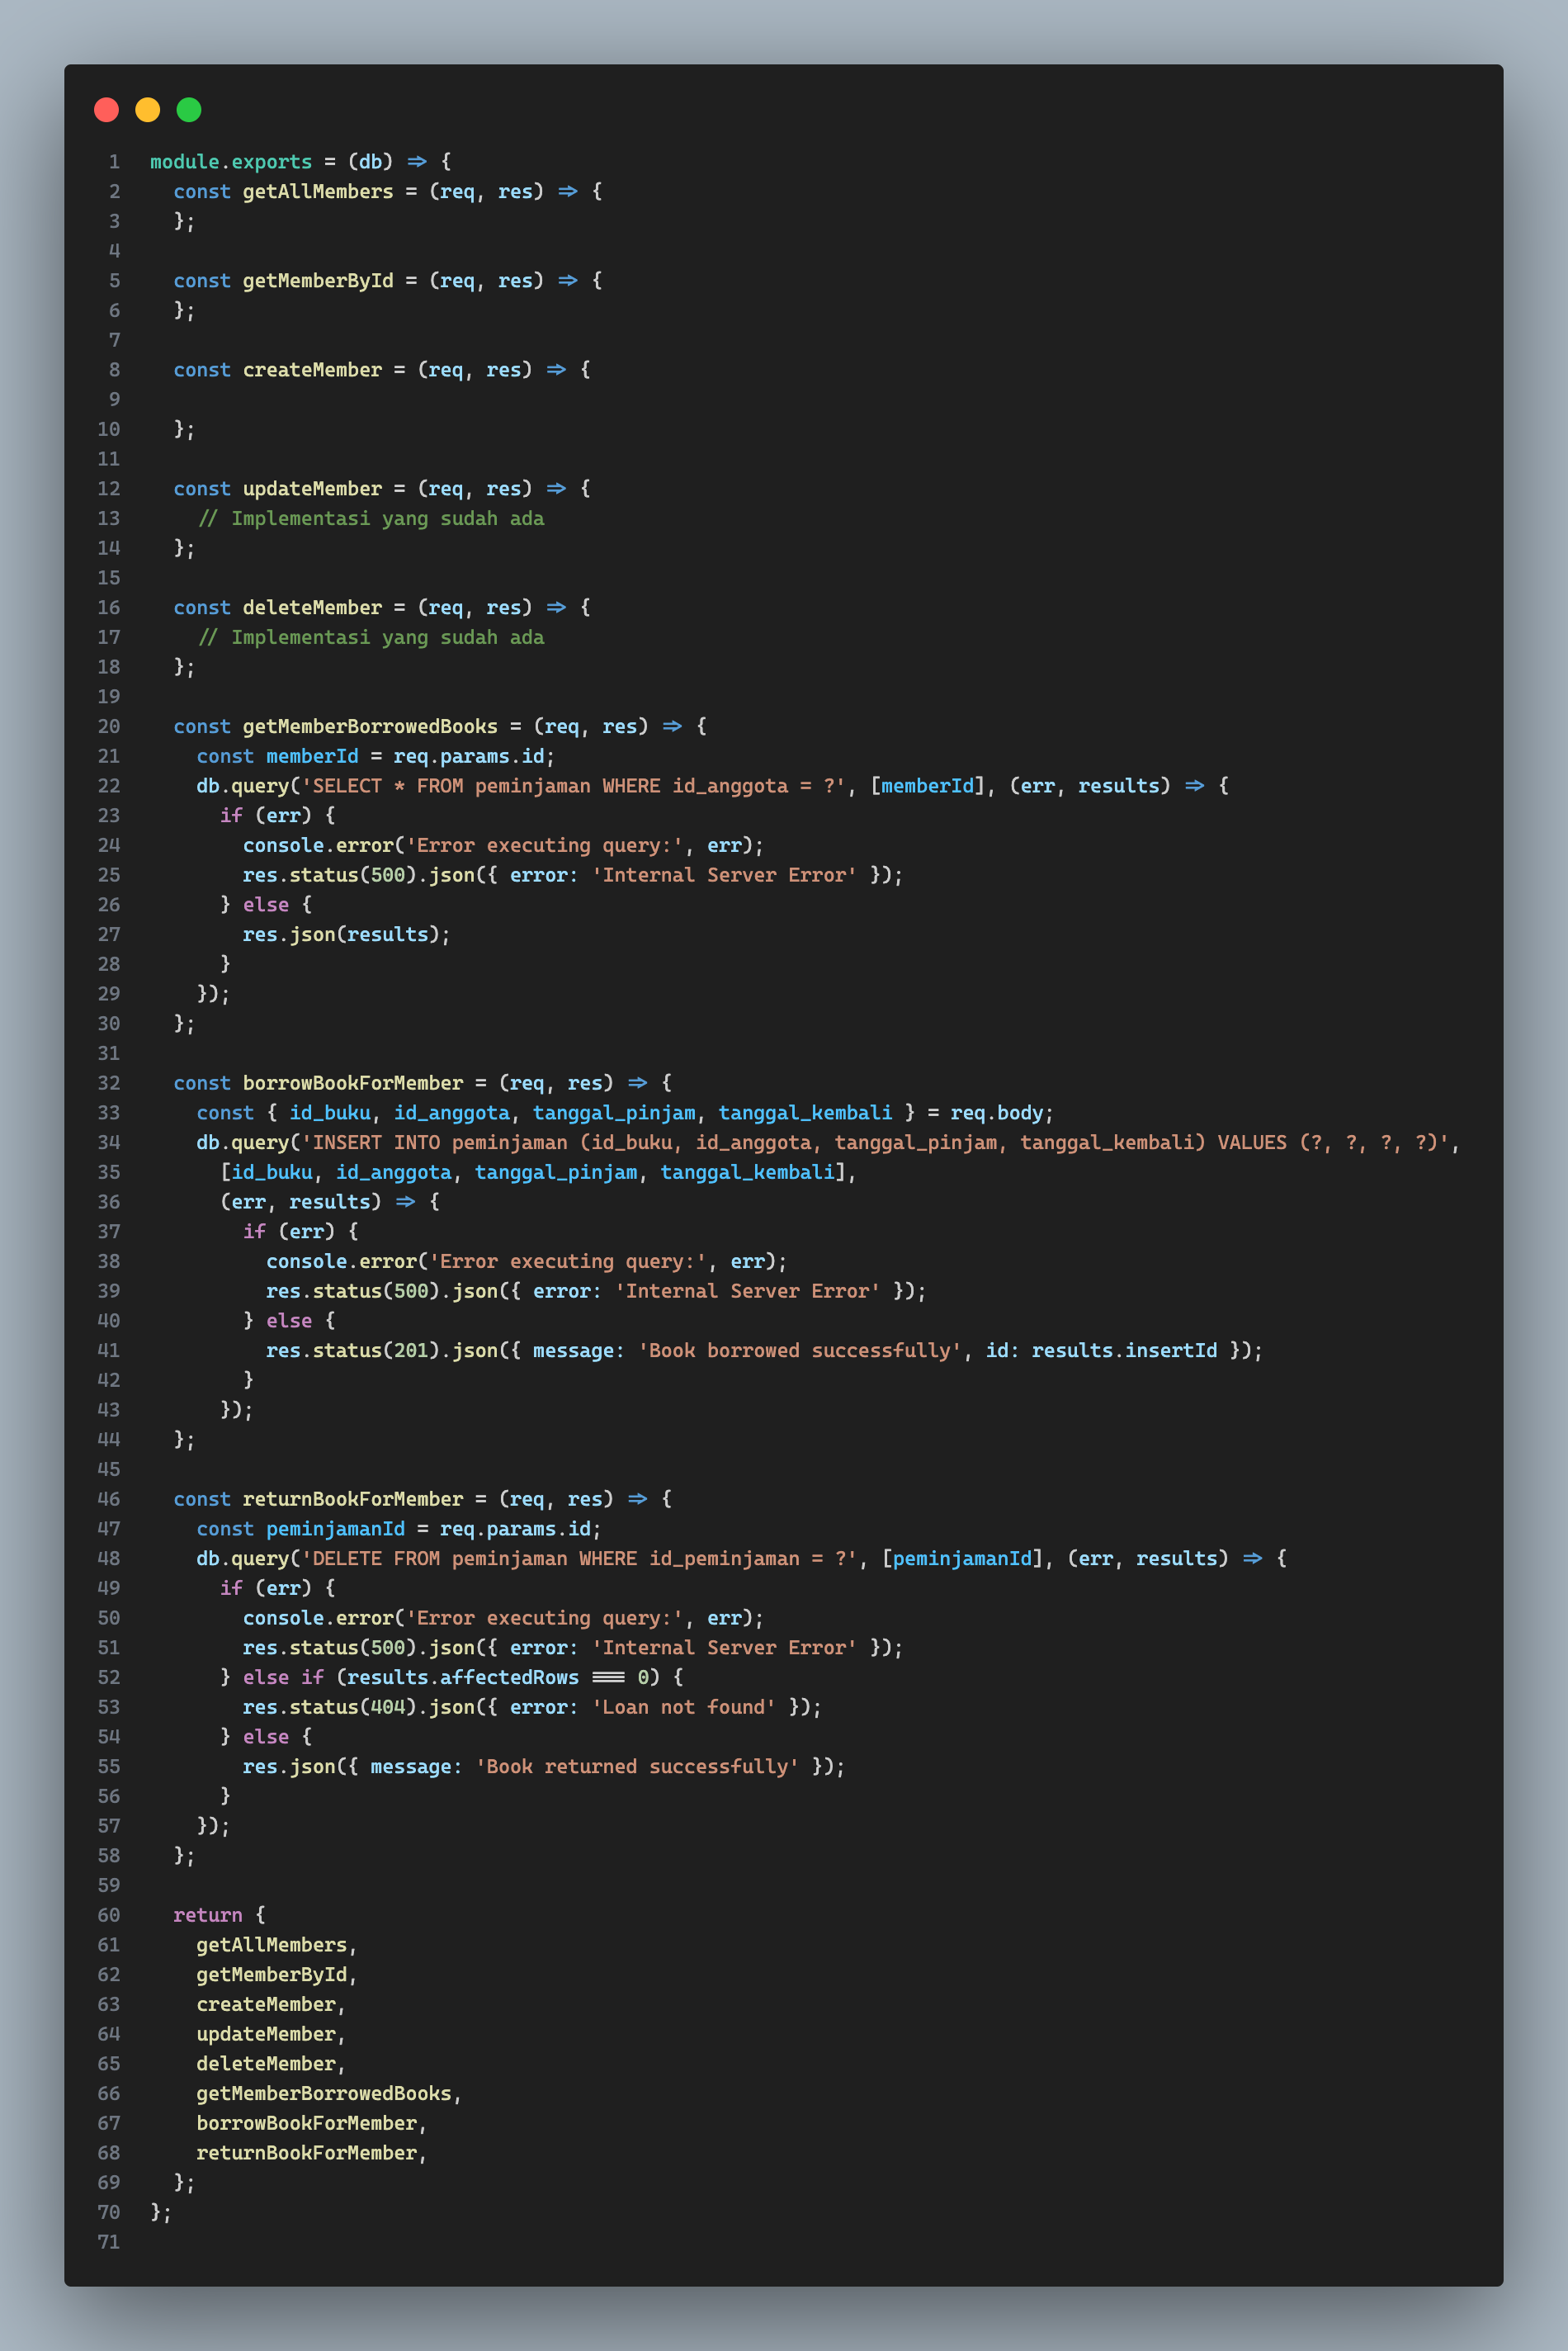 1 module.exports = (db) => {
2 const getAllMembers = (req, res) => {
3 };
4
5 const getMemberById = (req, res) => {
6 };
7
8 const createMember = (req, res) => {
9
10 };
11
12 const updateMember = (req, res) => {
13 // Implementasi yang sudah ada
14 };
15
16 const deleteMember = (req, res) => {
17 // Implementasi yang sudah ada
18 };
19
20 const getMemberBorrowedBooks = (req, res) => {
21 const memberId = req.params.id;
22 db.query('SELECT * FROM peminjaman WHERE id_anggota = ?', [memberId], (err, results) => {
23 if (err) {
24 console.error('Error executing query:', err);
25 res.status(500).json({ error: 'Internal Server Error' });
26 } else {
27 res.json(results);
28 }
29 });
30 };
31
32 const borrowBookForMember = (req, res) => {
33 const { id_buku, id_anggota, tanggal_pinjam, tanggal_kembali } = req.body;
34 db.query('INSERT INTO peminjaman (id_buku, id_anggota, tanggal_pinjam, tanggal_kembali) VALUES (?, ?, ?, ?)',
35 [id_buku, id_anggota, tanggal_pinjam, tanggal_kembali],
36 (err, results) => {
37 if (err) {
38 console.error('Error executing query:', err);
39 res.status(500).json({ error: 'Internal Server Error' });
40 } else {
41 res.status(201).json({ message: 'Book borrowed successfully', id: results.insertId });
42 }
43 });
44 };
45
46 const returnBookForMember = (req, res) => {
47 const peminjamanId = req.params.id;
48 db.query('DELETE FROM peminjaman WHERE id_peminjaman = ?', [peminjamanId], (err, results) => {
49 if (err) {
50 console.error('Error executing query:', err);
51 res.status(500).json({ error: 'Internal Server Error' });
52 } else if (results.affectedRows === 0) {
53 res.status(404).json({ error: 'Loan not found' });
54 } else {
55 res.json({ message: 'Book returned successfully' });
56 }
57 });
58 };
59
60 return {
61 getAllMembers,
62 getMemberById,
63 createMember,
64 updateMember,
65 deleteMember,
66 getMemberBorrowedBooks,
67 borrowBookForMember,
68 returnBookForMember,
69 };
70 };
71